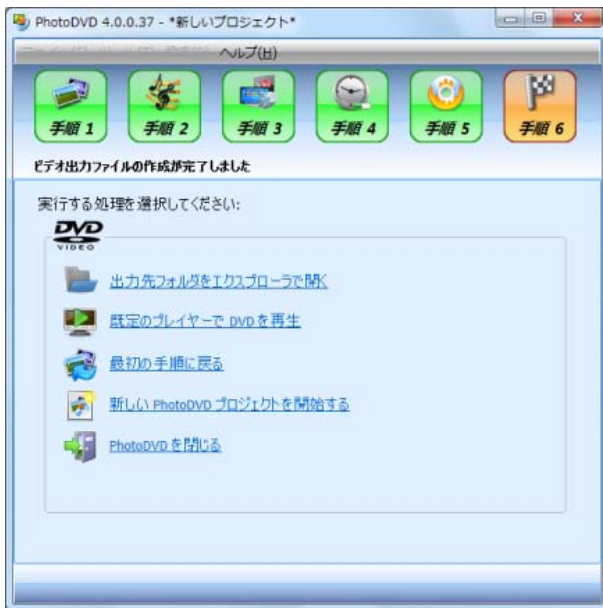 PhotoDVD 4.0.0.37 - *新しいプロジェクト*
ヘルプ(H)
手順 1 手順 2 手順 3 手順 4 手順 5 手順 6
ビデオ出力ファイルの作成が完了しました
実行する処理を選択してください:
DVD
VIDEO
出力先フォルダをエクスプローラで開く
既定のプレイヤーで DVD を再生
最初の手順に戻る
新しい PhotoDVD プロジェクトを開始する
PhotoDVD を閉じる